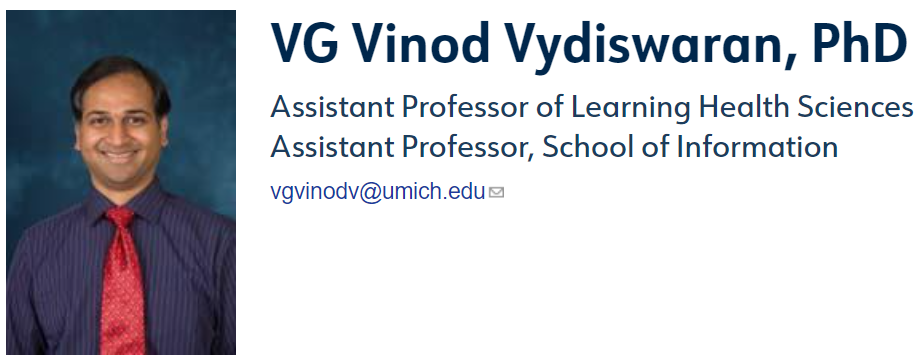 VG Vinod Vydiswaran, PhD
Assistant Professor of Learning Health Sciences
Assistant Professor, School of Information
vgvinodv@umich.edu